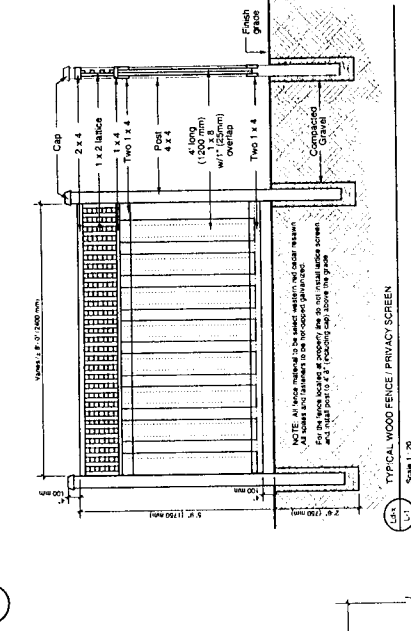 Cap
2 x 4
1 x 2 lattice
1 x 4
Two 1 x 4
Post
4 x 4
4' long
(1200 mm)
1 x 8
w/1" (25mm)
overlap
Two 1 x 4
Finish
grade
Compacted
Gravel
Varies / ± 8'-0" (2400 mm)
4"
100 mm
5'-9" (1750 mm)
4"
100 mm
2'-6" (750 mm)
NOTE: All fence material to be select western red cedar resawn
All spikes and fasteners to be hot-dipped galvanized.
For the fence located at property line do not install lattice screen
and install post to 4'-8" (including cap) above the grade
TYPICAL WOOD FENCE / PRIVACY SCREEN
Scale 1 : 20
L-1